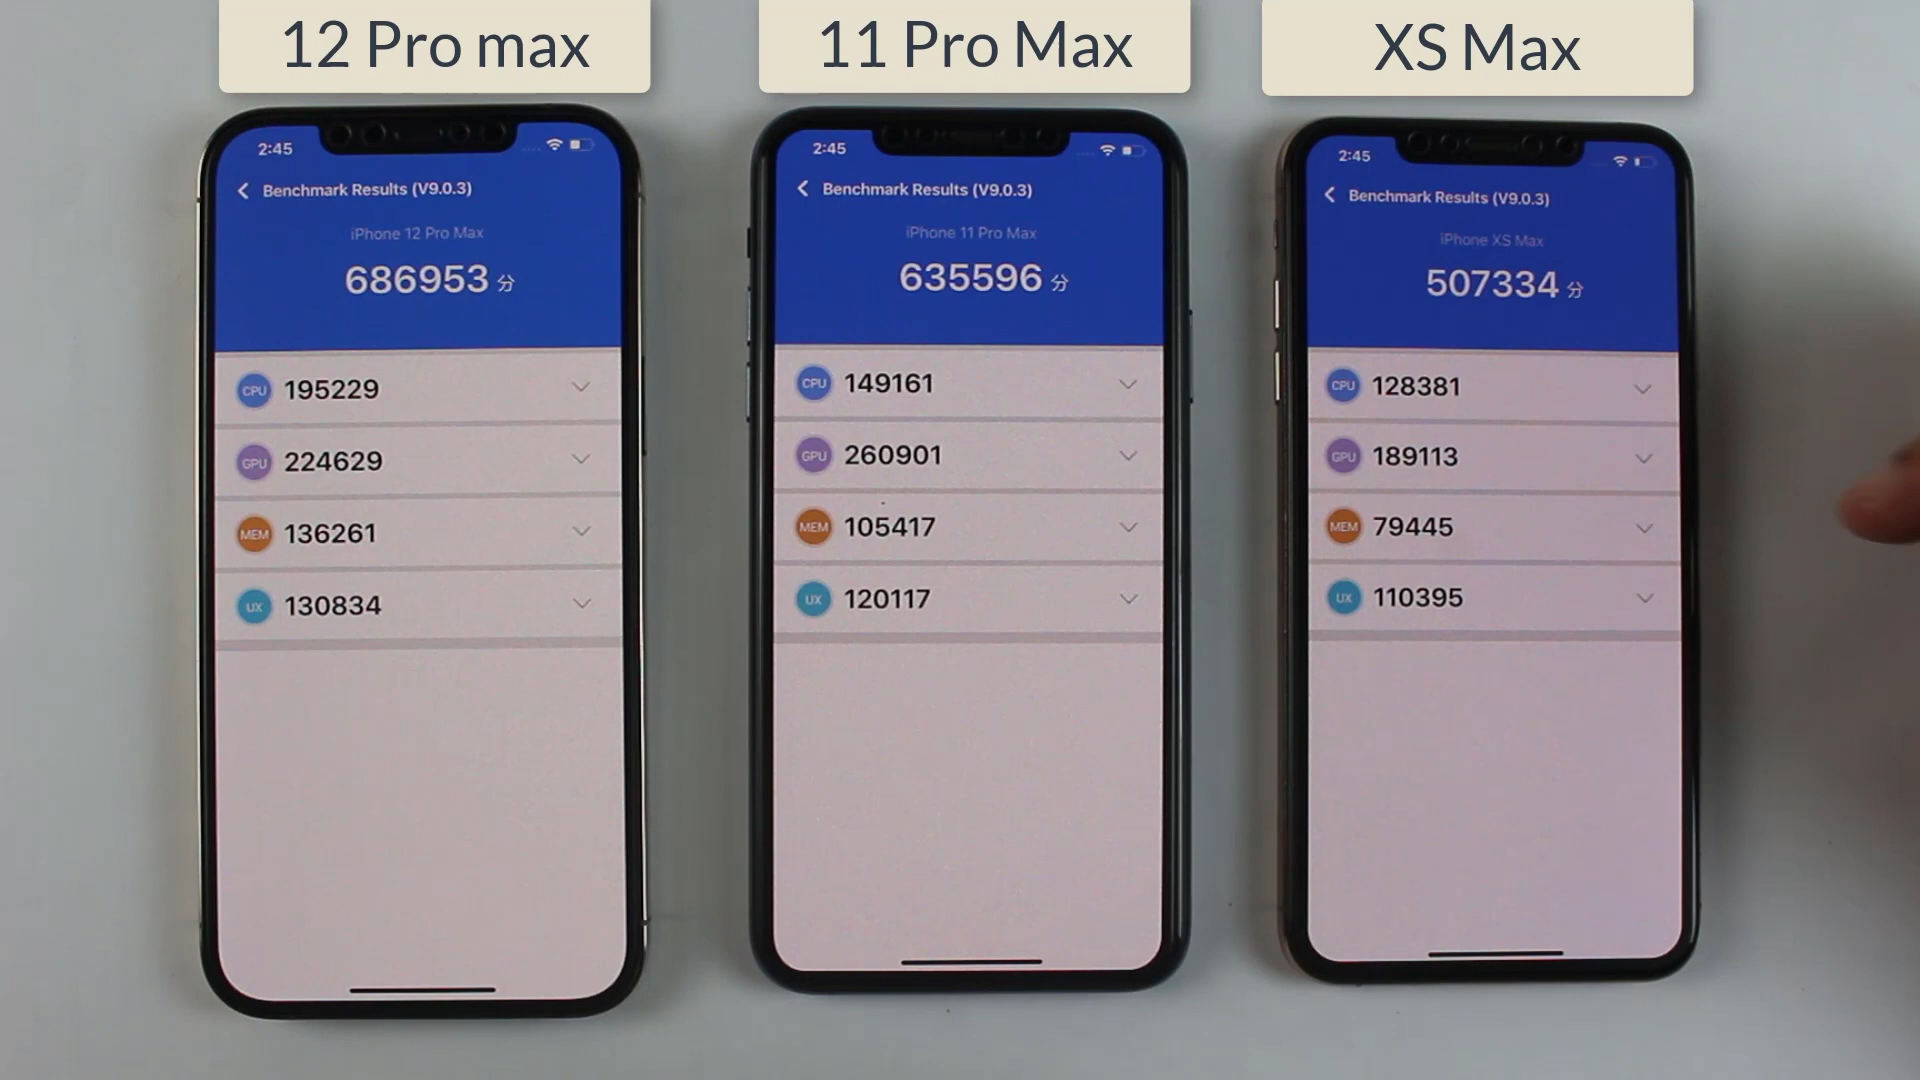 12 Pro max
2:45
Benchmark Results (V9.0.3)
iPhone 12 Pro Max
686953 分
CPU 195229
GPU 224629
MEM 136261
UX 130834
11 Pro Max
2:45
Benchmark Results (V9.0.3)
iPhone 11 Pro Max
635596 分
CPU 149161
GPU 260901
MEM 105417
UX 120117
XS Max
2:45
Benchmark Results (V9.0.3)
iPhone XS Max
507334 分
CPU 128381
GPU 189113
MEM 79445
UX 110395